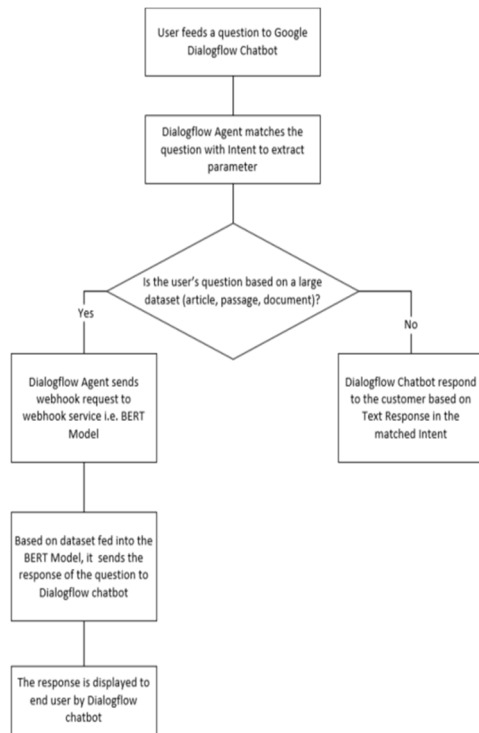 User feeds a question to Google
Dialogflow Chatbot
Dialogflow Agent matches the
question with Intent to extract
parameter
Is the user's question based on a large
dataset (article, passage, document)?
Yes
No
Dialogflow Agent sends
webhook request to
webhook service i.e. BERT
Model
Dialogflow Chatbot respond
to the customer based on
Text Response in the
matched Intent
Based on dataset fed into the
BERT Model, it sends the
response of the question to
Dialogflow chatbot
The response is displayed to
end user by Dialogflow
chatbot